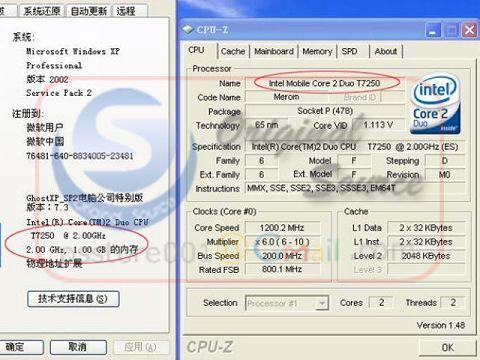 系统还原 自动更新 远程
系统:
Microsoft Windows XP
Professional
版本 2002
Service Pack 2
注册到:
微软用户
微软中国
76481-640-8834005-23481
GhostXP_SP2电脑公司特别版
版本:7.3
Intel(R) Core(TM)2 Duo CPU
T7250 @ 2.00GHz
2.00 GHz, 1.00 GB 的内存
物理地址扩展
技术支持信息(S)
确定 取消 应用(A)
CPU-Z
CPU Cache Mainboard Memory SPD About
Processor
Name Intel Mobile Core 2 Duo T7250
Code Name Merom Brand ID
Package Socket P (478)
Technology 65 nm Core VID 1.113 V
intel
Core 2
Duo inside
Specification Intel(R) Core(TM)2 Duo CPU T7250 @ 2.00GHz (ES)
Family 6 Model F Stepping D
Ext. Family 6 Ext. Model F Revision M0
Instructions MMX, SSE, SSE2, SSE3, SSSE3, EM64T
Clocks (Core #0)
Core Speed 1200.2 MHz
Multiplier x 6.0 (6 - 10)
Bus Speed 200.0 MHz
Rated FSB 800.1 MHz
Cache
L1 Data 2 x 32 KBytes
L1 Inst. 2 x 32 KBytes
Level 2 2048 KBytes
Level 3
Selection Processor #1 Cores 2 Threads 2
Version 1.48
CPU-Z OK